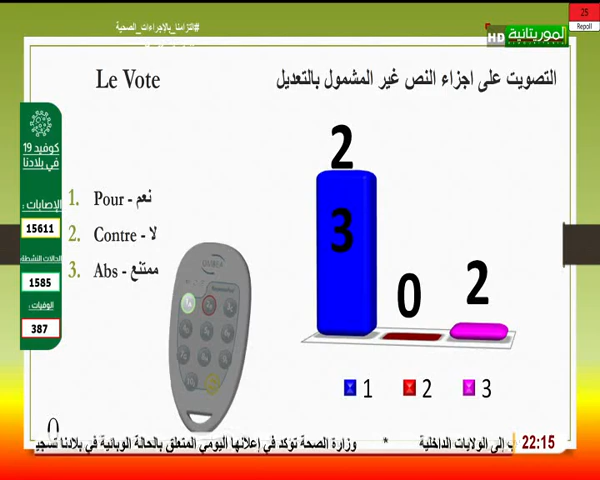 #التزامنا_بالإجراءات_الصحية
الموريتانية
HD
25
Repoll
Le Vote
التصويت على اجزاء النص غير المشمول بالتعديل
كوفيد 19
في بلادنا
الإصابات :
15611
الحالات النشطة
1585
الوفيات :
387
1. Pour - نعم
2. Contre - لا
3. Abs - ممتنع
2
3
0
2
1
2
3
0
ب إلى الولايات الداخلية * وزارة الصحة تؤكد في إعلانها اليومي المتعلق بالحالة الوبائية في بلادنا تسجيل
22:15